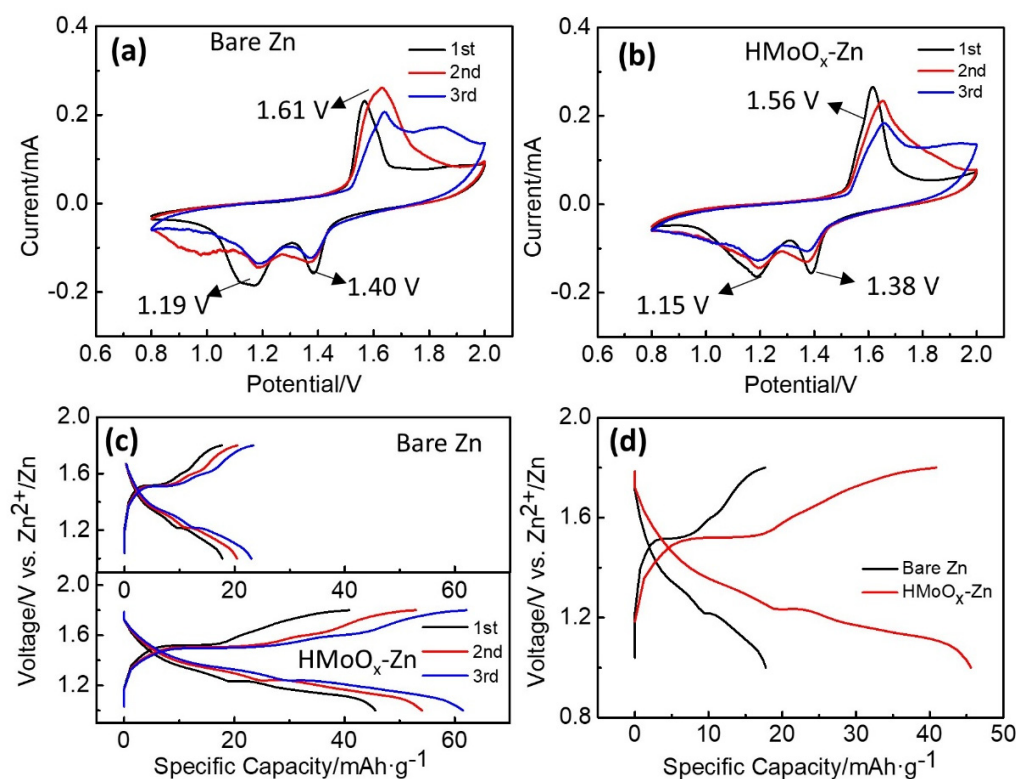 (a)
Bare Zn
1st
2nd
3rd
1.61 V
1.19 V
1.40 V
0.4
0.2
0.0
-0.2
Current/mA
0.6 0.8 1.0 1.2 1.4 1.6 1.8 2.0
Potential/V
(b)
HMoOₓ-Zn
1st
2nd
3rd
1.56 V
1.15 V
1.38 V
0.4
0.2
0.0
-0.2
Current/mA
0.6 0.8 1.0 1.2 1.4 1.6 1.8 2.0
Potential/V
(c)
Bare Zn
2.0
1.6
1.2
HMoOₓ-Zn
1st
2nd
3rd
2.0
1.6
1.2
Voltage/V vs. Zn²⁺/Zn
0 20 40 60
Specific Capacity/mAh·g⁻¹
(d)
Bare Zn
HMoOₓ-Zn
2.0
1.6
1.2
0.8
Voltage/V vs. Zn²⁺/Zn
0 10 20 30 40 50
Specific Capacity/mAh·g⁻¹